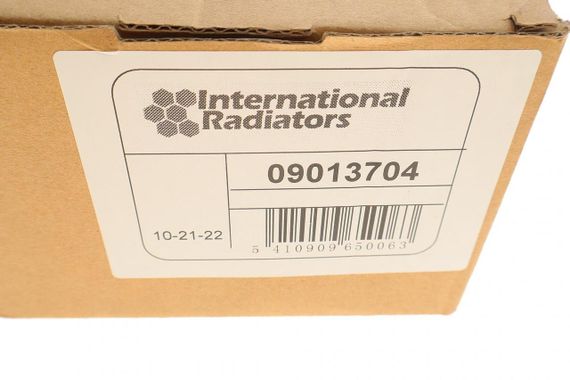 International
Radiators
09013704
10-21-22
5 410909 650063